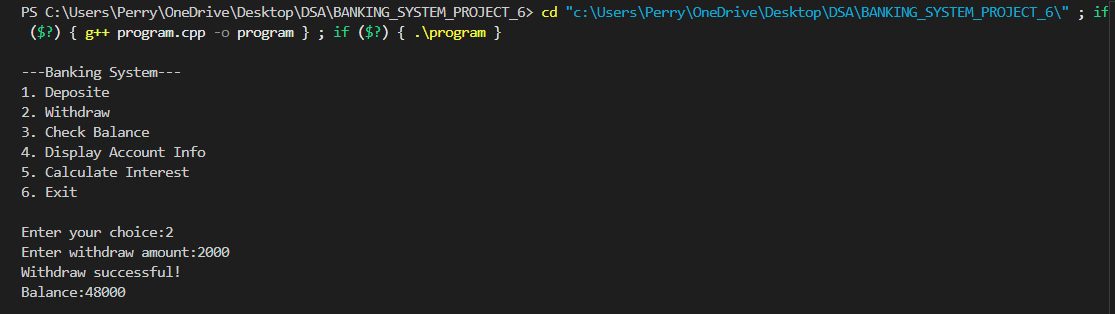 PS C:\Users\Perry\OneDrive\Desktop\DSA\BANKING_SYSTEM_PROJECT_6> cd "c:\Users\Perry\OneDrive\Desktop\DSA\BANKING_SYSTEM_PROJECT_6\" ; if
($?) { g++ program.cpp -o program } ; if ($?) { .\program }
---Banking System---
1. Deposite
2. Withdraw
3. Check Balance
4. Display Account Info
5. Calculate Interest
6. Exit
Enter your choice:2
Enter withdraw amount:2000
Withdraw successful!
Balance:48000